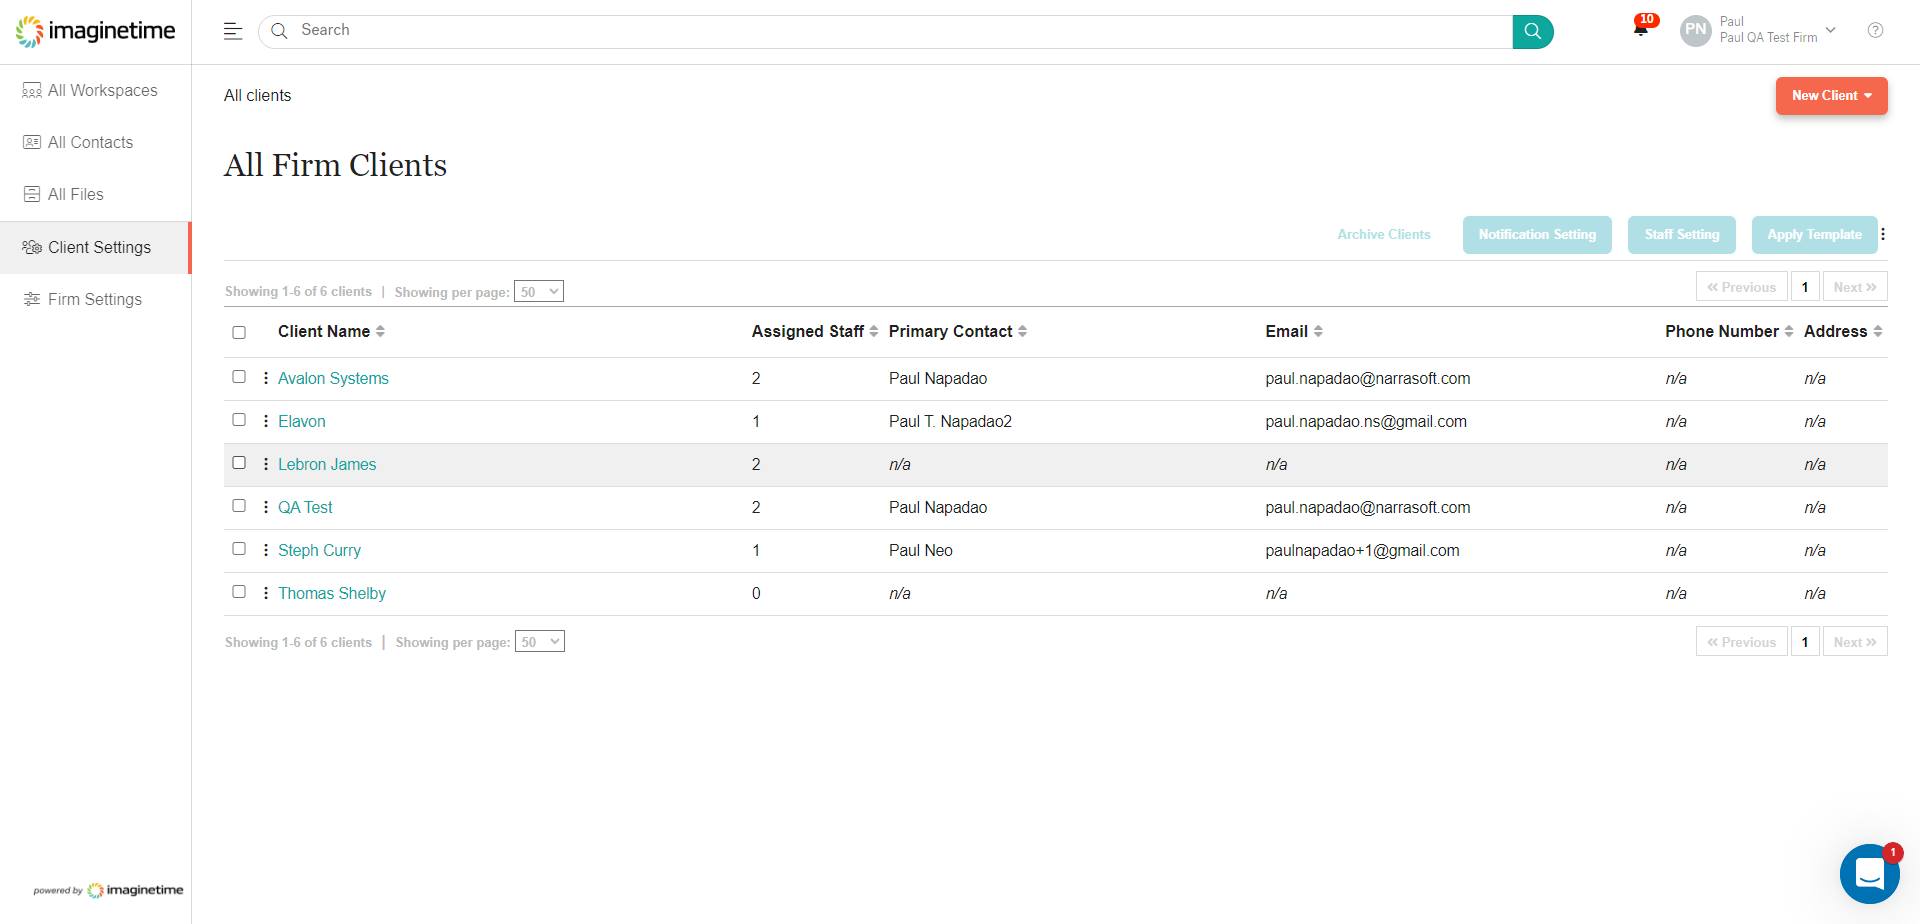 imaginetime
Search
10
PN
Paul
Paul QA Test Firm
All Workspaces
All Contacts
All Files
Client Settings
Firm Settings
All clients
New Client
All Firm Clients
Archive Clients Notification Setting Staff Setting Apply Template
Showing 1-6 of 6 clients | Showing per page: 50 « Previous 1 Next »
Client Name Assigned Staff Primary Contact Email Phone Number Address
Avalon Systems 2 Paul Napadao paul.napadao@narrasoft.com n/a n/a
Elavon 1 Paul T. Napadao2 paul.napadao.ns@gmail.com n/a n/a
Lebron James 2 n/a n/a n/a n/a
QA Test 2 Paul Napadao paul.napadao@narrasoft.com n/a n/a
Steph Curry 1 Paul Neo paulnapadao+1@gmail.com n/a n/a
Thomas Shelby 0 n/a n/a n/a n/a
Showing 1-6 of 6 clients | Showing per page: 50 « Previous 1 Next »
1
powered by imaginetime